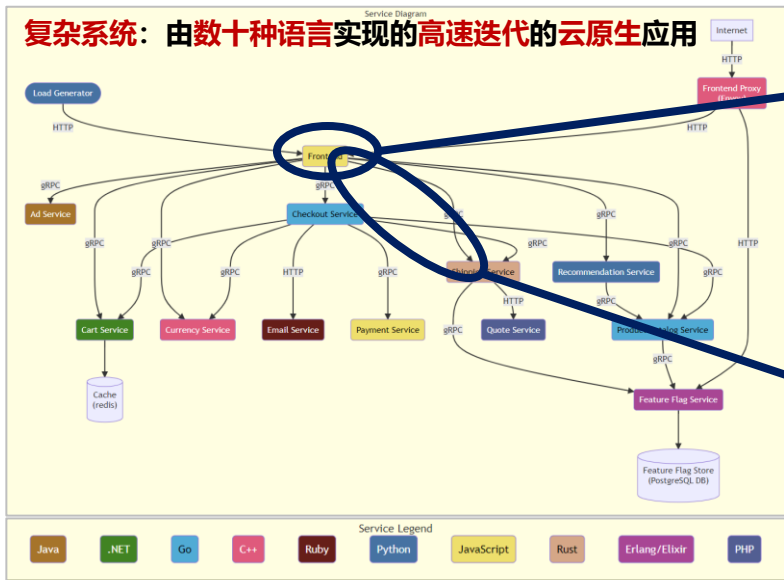 Service Diagram
复杂系统：由数十种语言实现的高速迭代的云原生应用
Internet
HTTP
Load Generator
Frontend Proxy
HTTP
HTTP
gRPC
gRPC
Ad Service
Checkout Service
gRPC
gRPC
gRPC
gRPC
gRPC
gRPC
HTTP
Service
Recommendation Service
gRPC
gRPC
HTTP
gRPC
gRPC
HTTP
gRPC
Cart Service
Currency Service
Email Service
Payment Service
gRPC
Quote Service
Service
gRPC
Cache
(redis)
Feature Flag Service
Feature Flag Store
(PostgreSQL DB)
Service Legend
Java
.NET
Go
C++
Ruby
Python
JavaScript
Rust
Erlang/Elixir
PHP